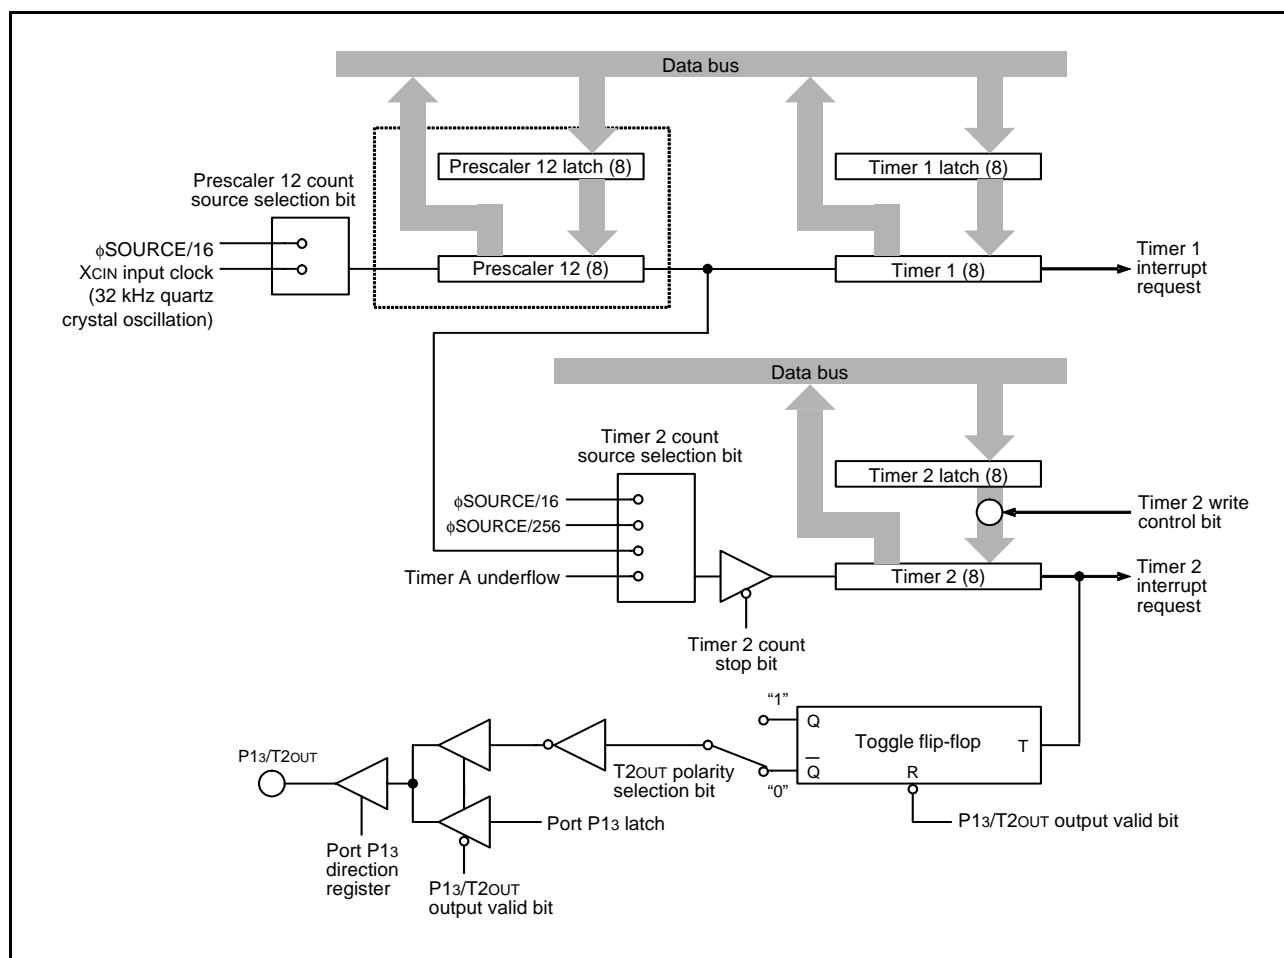 Data bus
Prescaler 12 latch (8)
Timer 1 latch (8)
Prescaler 12 count
source selection bit
ϕSOURCE/16
XCIN input clock
(32 kHz quartz
crystal oscillation)
Prescaler 12 (8)
Timer 1 (8)
Timer 1
interrupt
request
Data bus
Timer 2 count
source selection bit
Timer 2 latch (8)
ϕSOURCE/16
ϕSOURCE/256
Timer A underflow
Timer 2 write
control bit
Timer 2 (8)
Timer 2
interrupt
request
Timer 2 count
stop bit
“1”
Q
Toggle flip-flop
T
Q̅
R
“0”
P13/T2OUT
T2OUT polarity
selection bit
P13/T2OUT output valid bit
Port P13 latch
Port P13
direction
register
P13/T2OUT
output valid bit